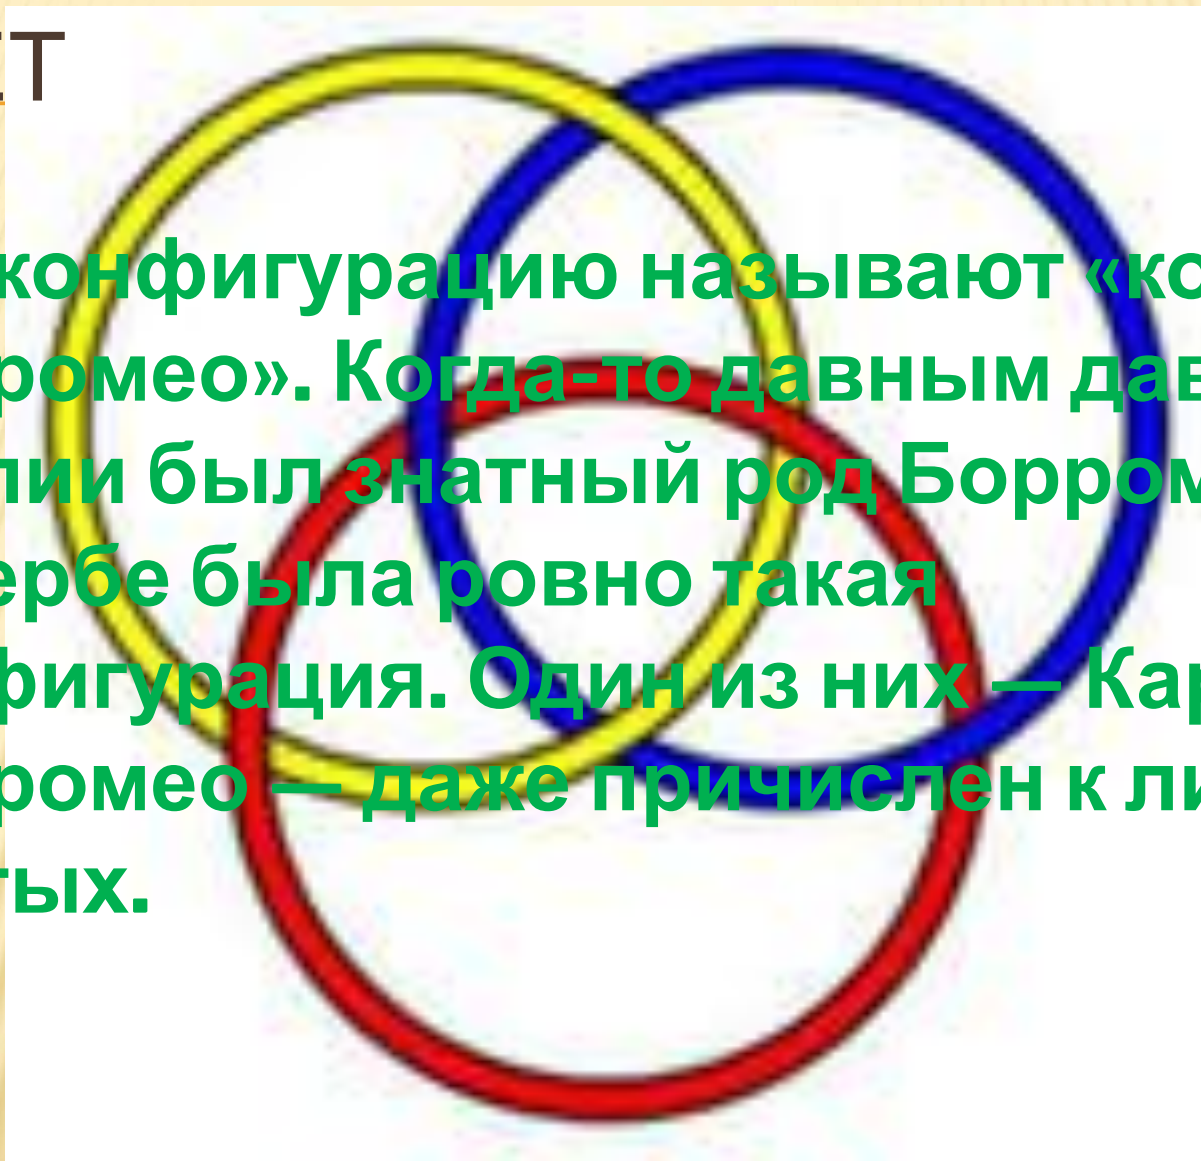 Т
конфигурацию называют «ко
ромео». Когда-то давным дав
лии был знатный род Борром
ербе была ровно такая
фигурация. Один из них — Кар
ромео — даже причислен к ли
тых.